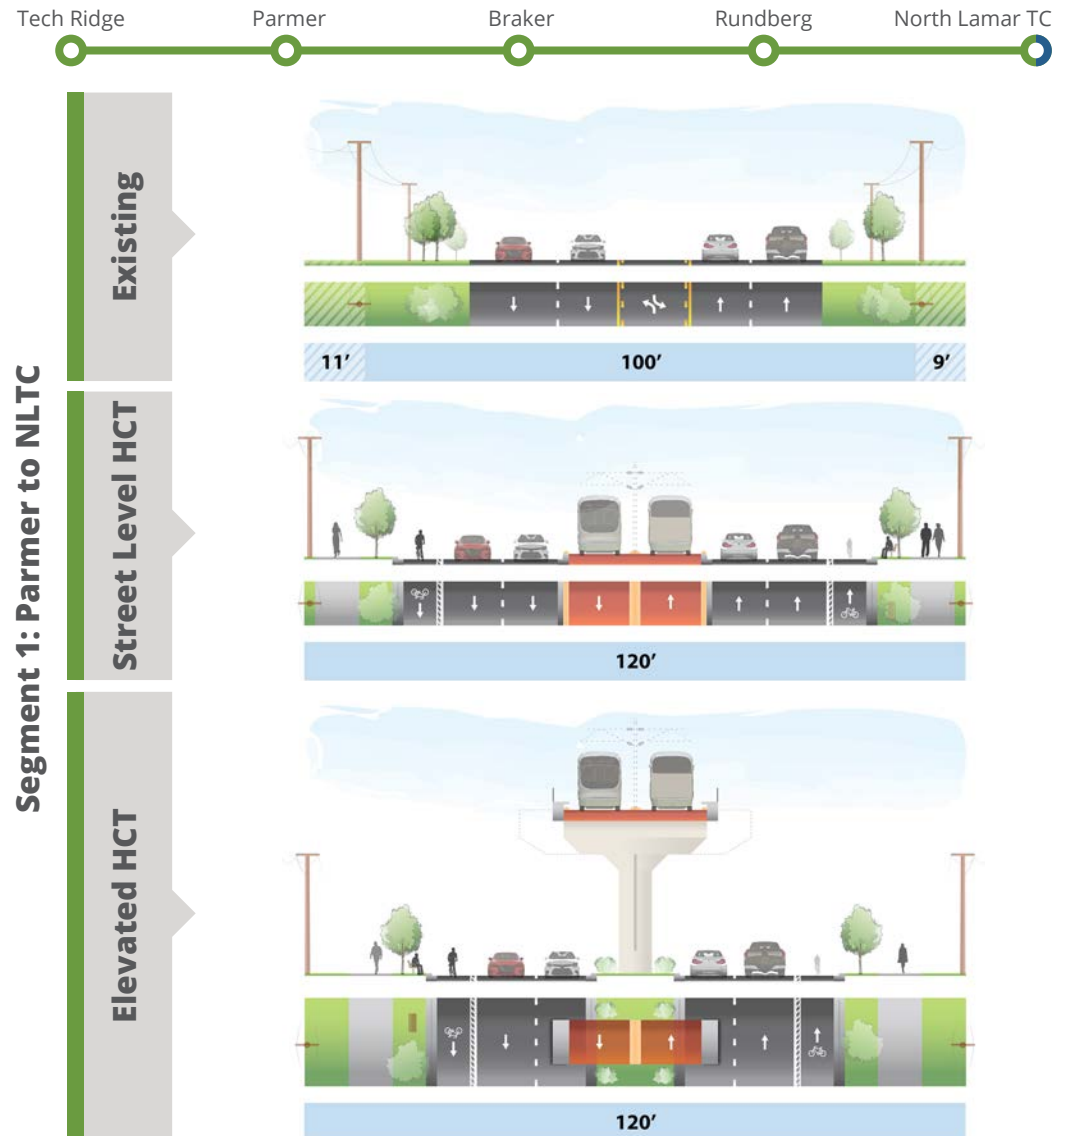 Tech Ridge
Parmer
Braker
Rundberg
North Lamar TC
Segment 1: Parmer to NLTC
Existing
11’
100’
9’
Street Level HCT
120’
Elevated HCT
120’